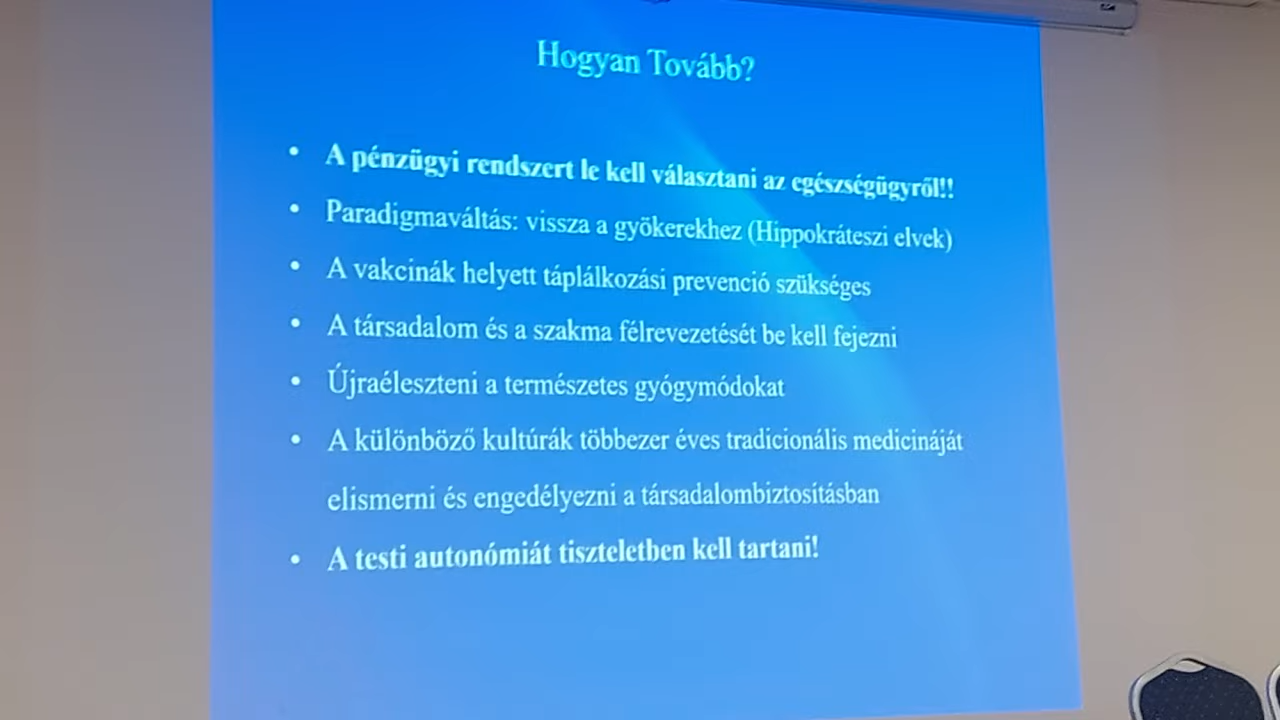 Hogyan Tovább?
• A pénzügyi rendszert le kell választani az egészségügyről!!
• Paradigmaváltás: vissza a gyökerekhez (Hippokráteszi elvek)
• A vakcinák helyett táplálkozási prevenció szükséges
• A társadalom és a szakma félrevezetését be kell fejezni
• Újraéleszteni a természetes gyógymódokat
• A különböző kultúrák többezer éves tradicionális medicináját
elismerni és engedélyezni a társadalombiztosításban
• A testi autonómiát tiszteletben kell tartani!